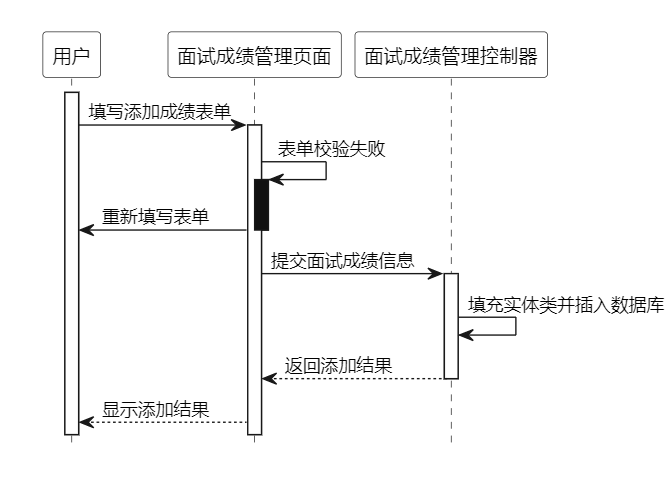 用户
面试成绩管理页面
面试成绩管理控制器
填写添加成绩表单
表单校验失败
重新填写表单
提交面试成绩信息
填充实体类并插入数据库
返回添加结果
显示添加结果